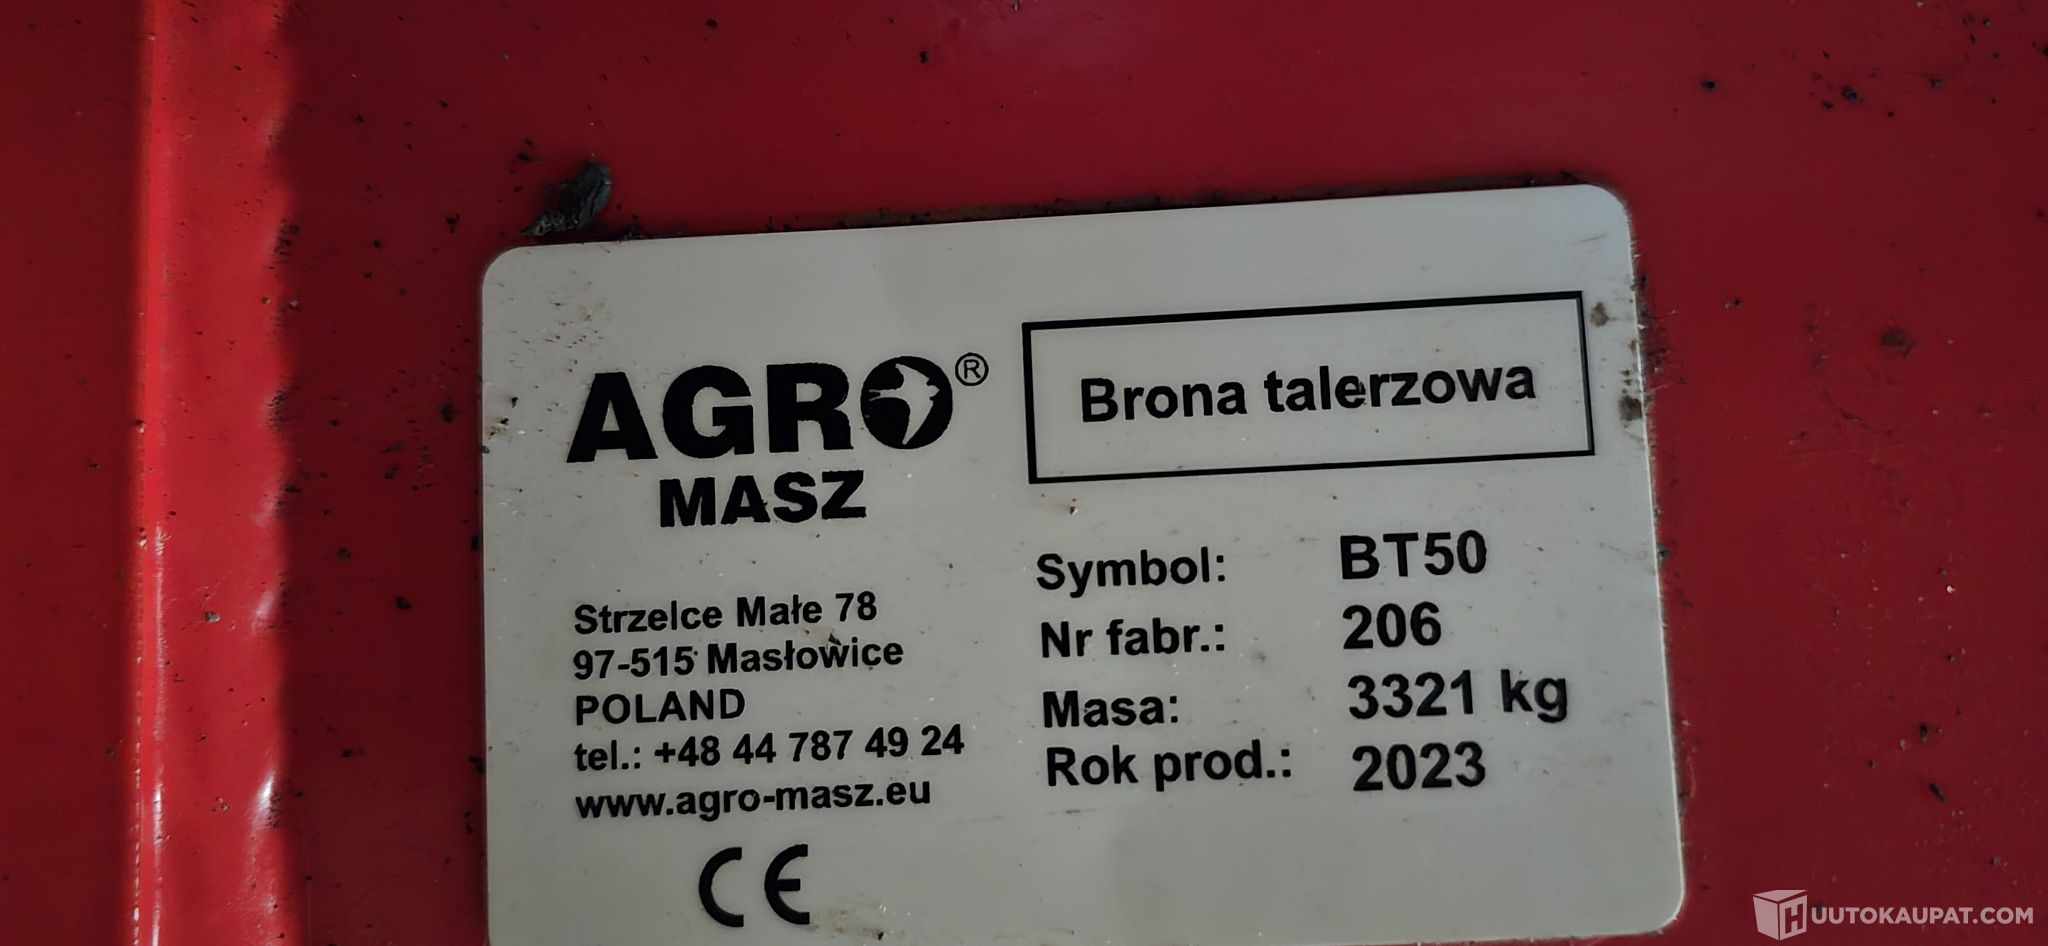 AGRO®
MASZ
Strzelce Małe 78
97-515 Masłowice
POLAND
tel.: +48 44 787 49 24
www.agro-masz.eu
CE
Brona talerzowa
Symbol: BT50
Nr fabr.: 206
Masa: 3321 kg
Rok prod.: 2023
HUUTOKAUPAT.COM